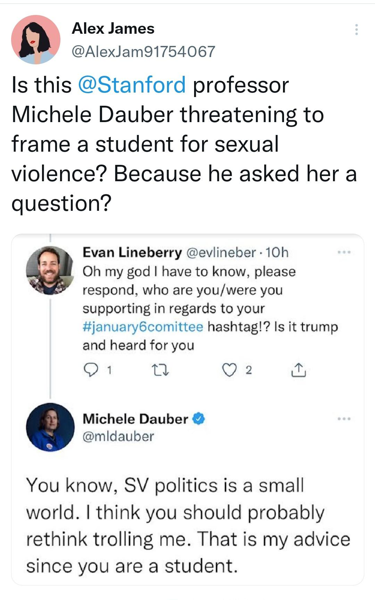 Alex James
@AlexJam91754067
Is this @Stanford professor
Michele Dauber threatening to
frame a student for sexual
violence? Because he asked her a
question?
Evan Lineberry @evlineber · 10h
Oh my god I have to know, please
respond, who are you/were you
supporting in regards to your
#january6comittee hashtag!? Is it trump
and heard for you
1 2
Michele Dauber
@mldauber
You know, SV politics is a small
world. I think you should probably
rethink trolling me. That is my advice
since you are a student.